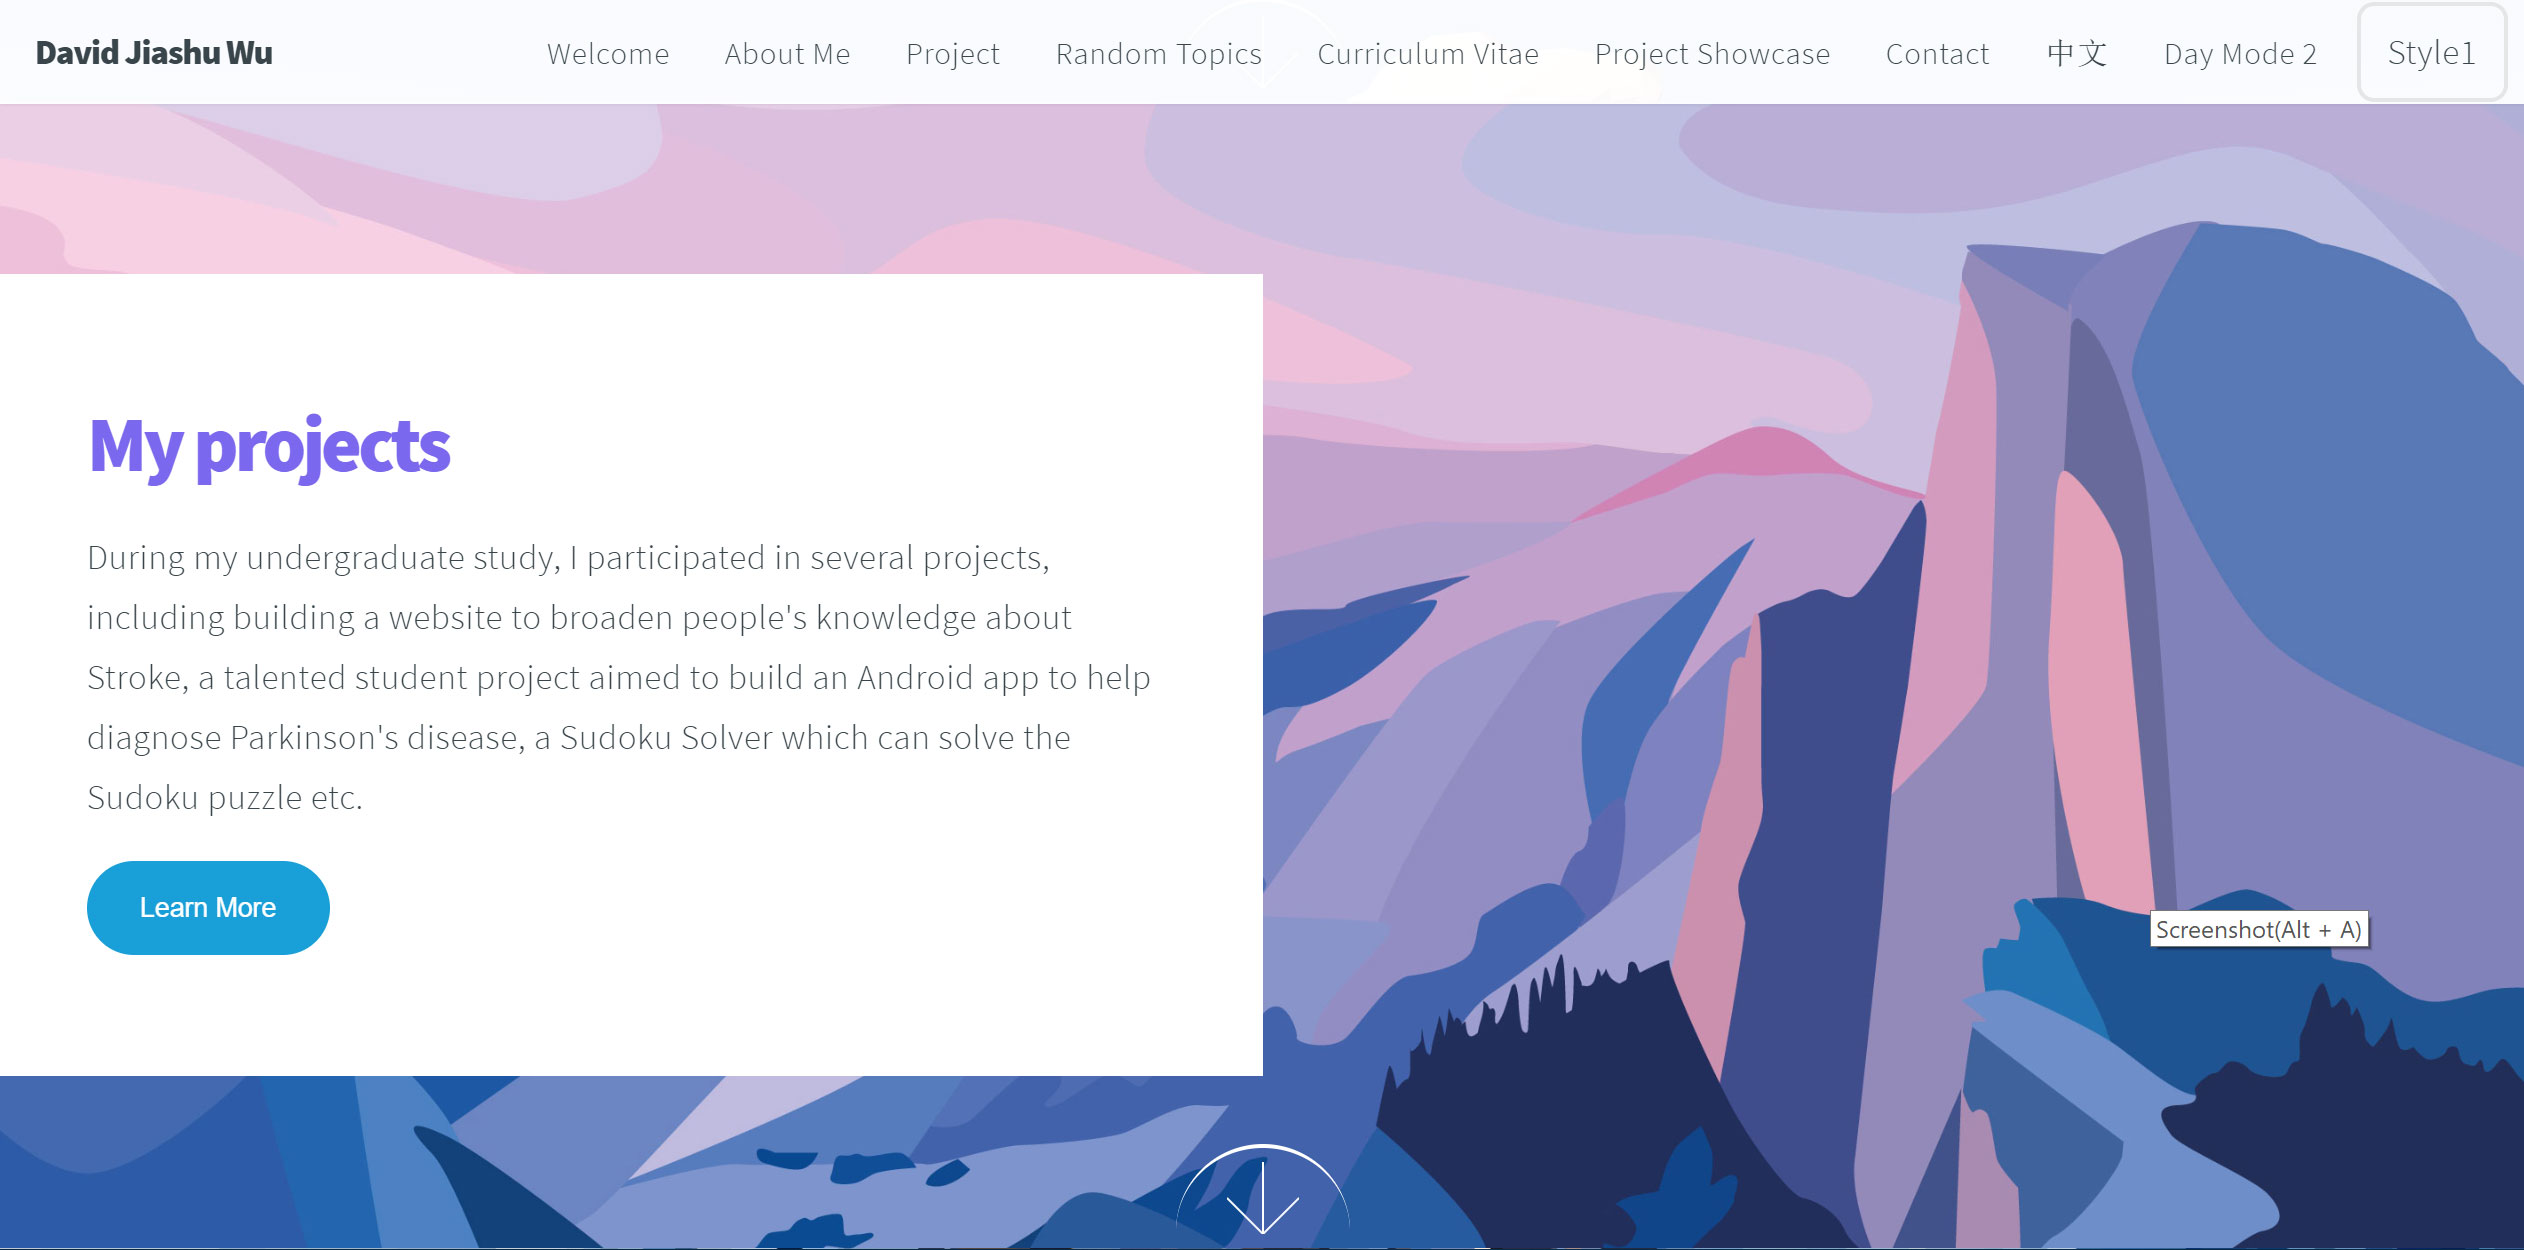 David Jiashu Wu Welcome About Me Project Random Topics Curriculum Vitae Project Showcase Contact 中文 Day Mode 2 Style1
My projects
During my undergraduate study, I participated in several projects,
including building a website to broaden people's knowledge about
Stroke, a talented student project aimed to build an Android app to help
diagnose Parkinson's disease, a Sudoku Solver which can solve the
Sudoku puzzle etc.
Learn More
Screenshot(Alt + A)